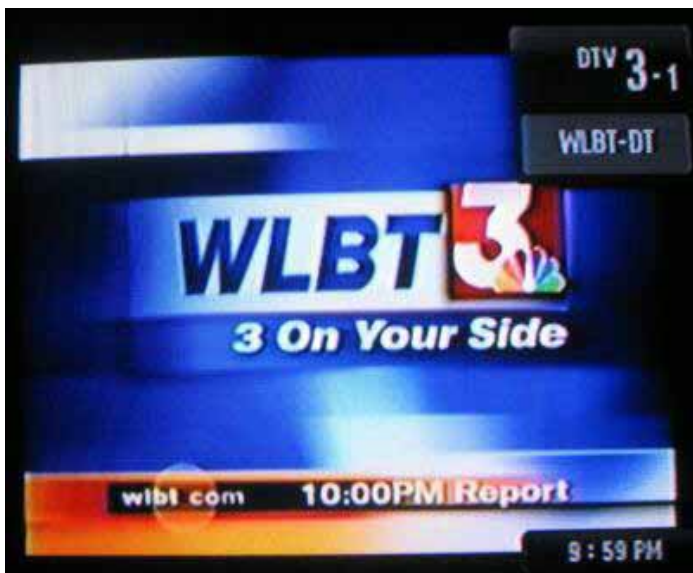 DTV 3-1
WLBT-DT
WLBT 3
3 On Your Side
wlbt.com 10:00PM Report
9:59 PM